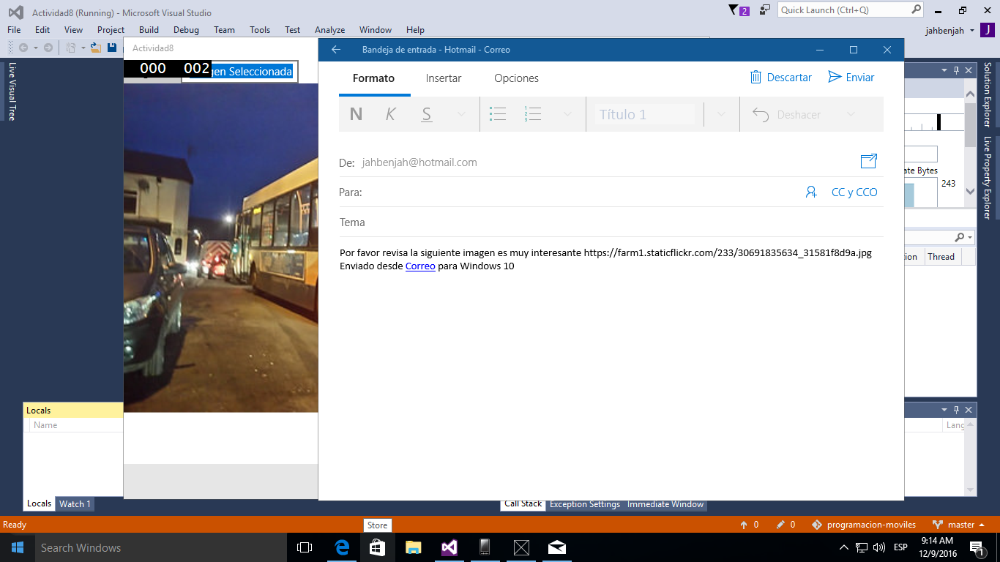 Actividad8 (Running) - Microsoft Visual Studio
2
Quick Launch (Ctrl+Q)
File Edit View Project Build Debug Team Tools Test Analyze Window Help
jahbenjah J
Live Visual Tree
Actividad8
000 002
gen Seleccionada
Bandeja de entrada - Hotmail - Correo
Formato Insertar Opciones
Descartar Enviar
N K S
1
2
3
Título 1
Deshacer
De: jahbenjah@hotmail.com
Para:
CC y CCO
Tema
Por favor revisa la siguiente imagen es muy interesante https://farm1.staticflickr.com/233/30691835634_31581f8d9a.jpg
Enviado desde Correo para Windows 10
Solution Explorer
Live Property Explorer
ate Bytes
243
tion Thread
Locals
Name
Lang
Locals Watch 1
Call Stack Exception Settings Immediate Window
Ready
Store
0 0 programacion-moviles master
Search Windows
ESP
9:14 AM
12/9/2016
1